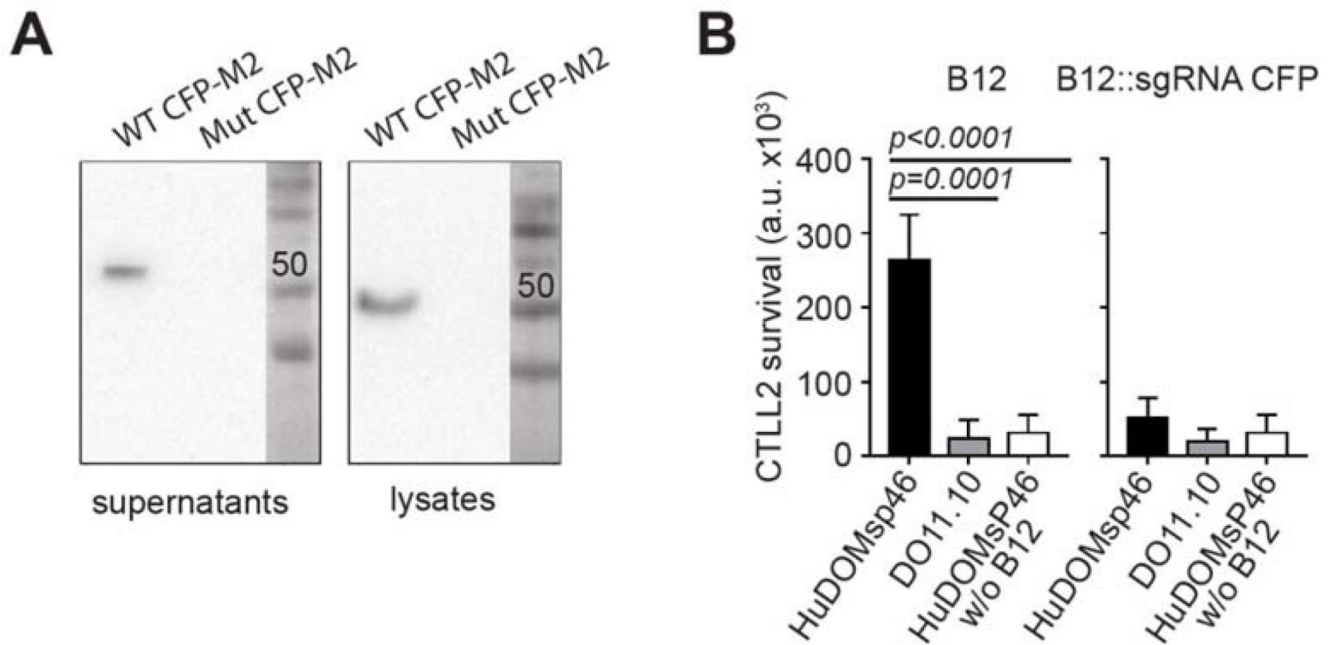 A
WT CFP-M2
Mut CFP-M2
WT CFP-M2
Mut CFP-M2
50
50
supernatants
lysates
B
B12
B12::sgRNA CFP
p<0.0001
p=0.0001
CTLL2 survival (a.u. x10³)
400
300
200
100
0
HuDOMsp46
DO11.10
HuDOMsP46
w/o B12
HuDOMsp46
DO11.10
HuDOMsP46
w/o B12